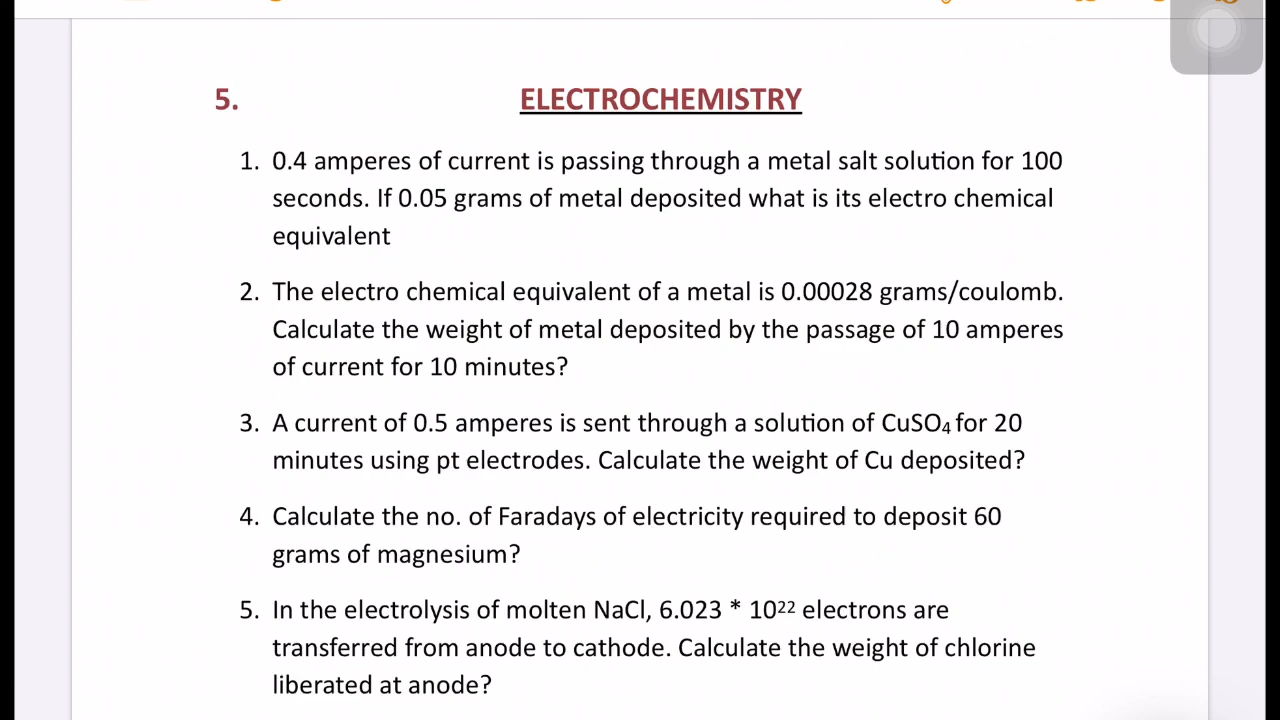 5. ELECTROCHEMISTRY
1. 0.4 amperes of current is passing through a metal salt solution for 100
seconds. If 0.05 grams of metal deposited what is its electro chemical
equivalent
2. The electro chemical equivalent of a metal is 0.00028 grams/coulomb.
Calculate the weight of metal deposited by the passage of 10 amperes
of current for 10 minutes?
3. A current of 0.5 amperes is sent through a solution of CuSO₄ for 20
minutes using pt electrodes. Calculate the weight of Cu deposited?
4. Calculate the no. of Faradays of electricity required to deposit 60
grams of magnesium?
5. In the electrolysis of molten NaCl, 6.023 * 10²² electrons are
transferred from anode to cathode. Calculate the weight of chlorine
liberated at anode?